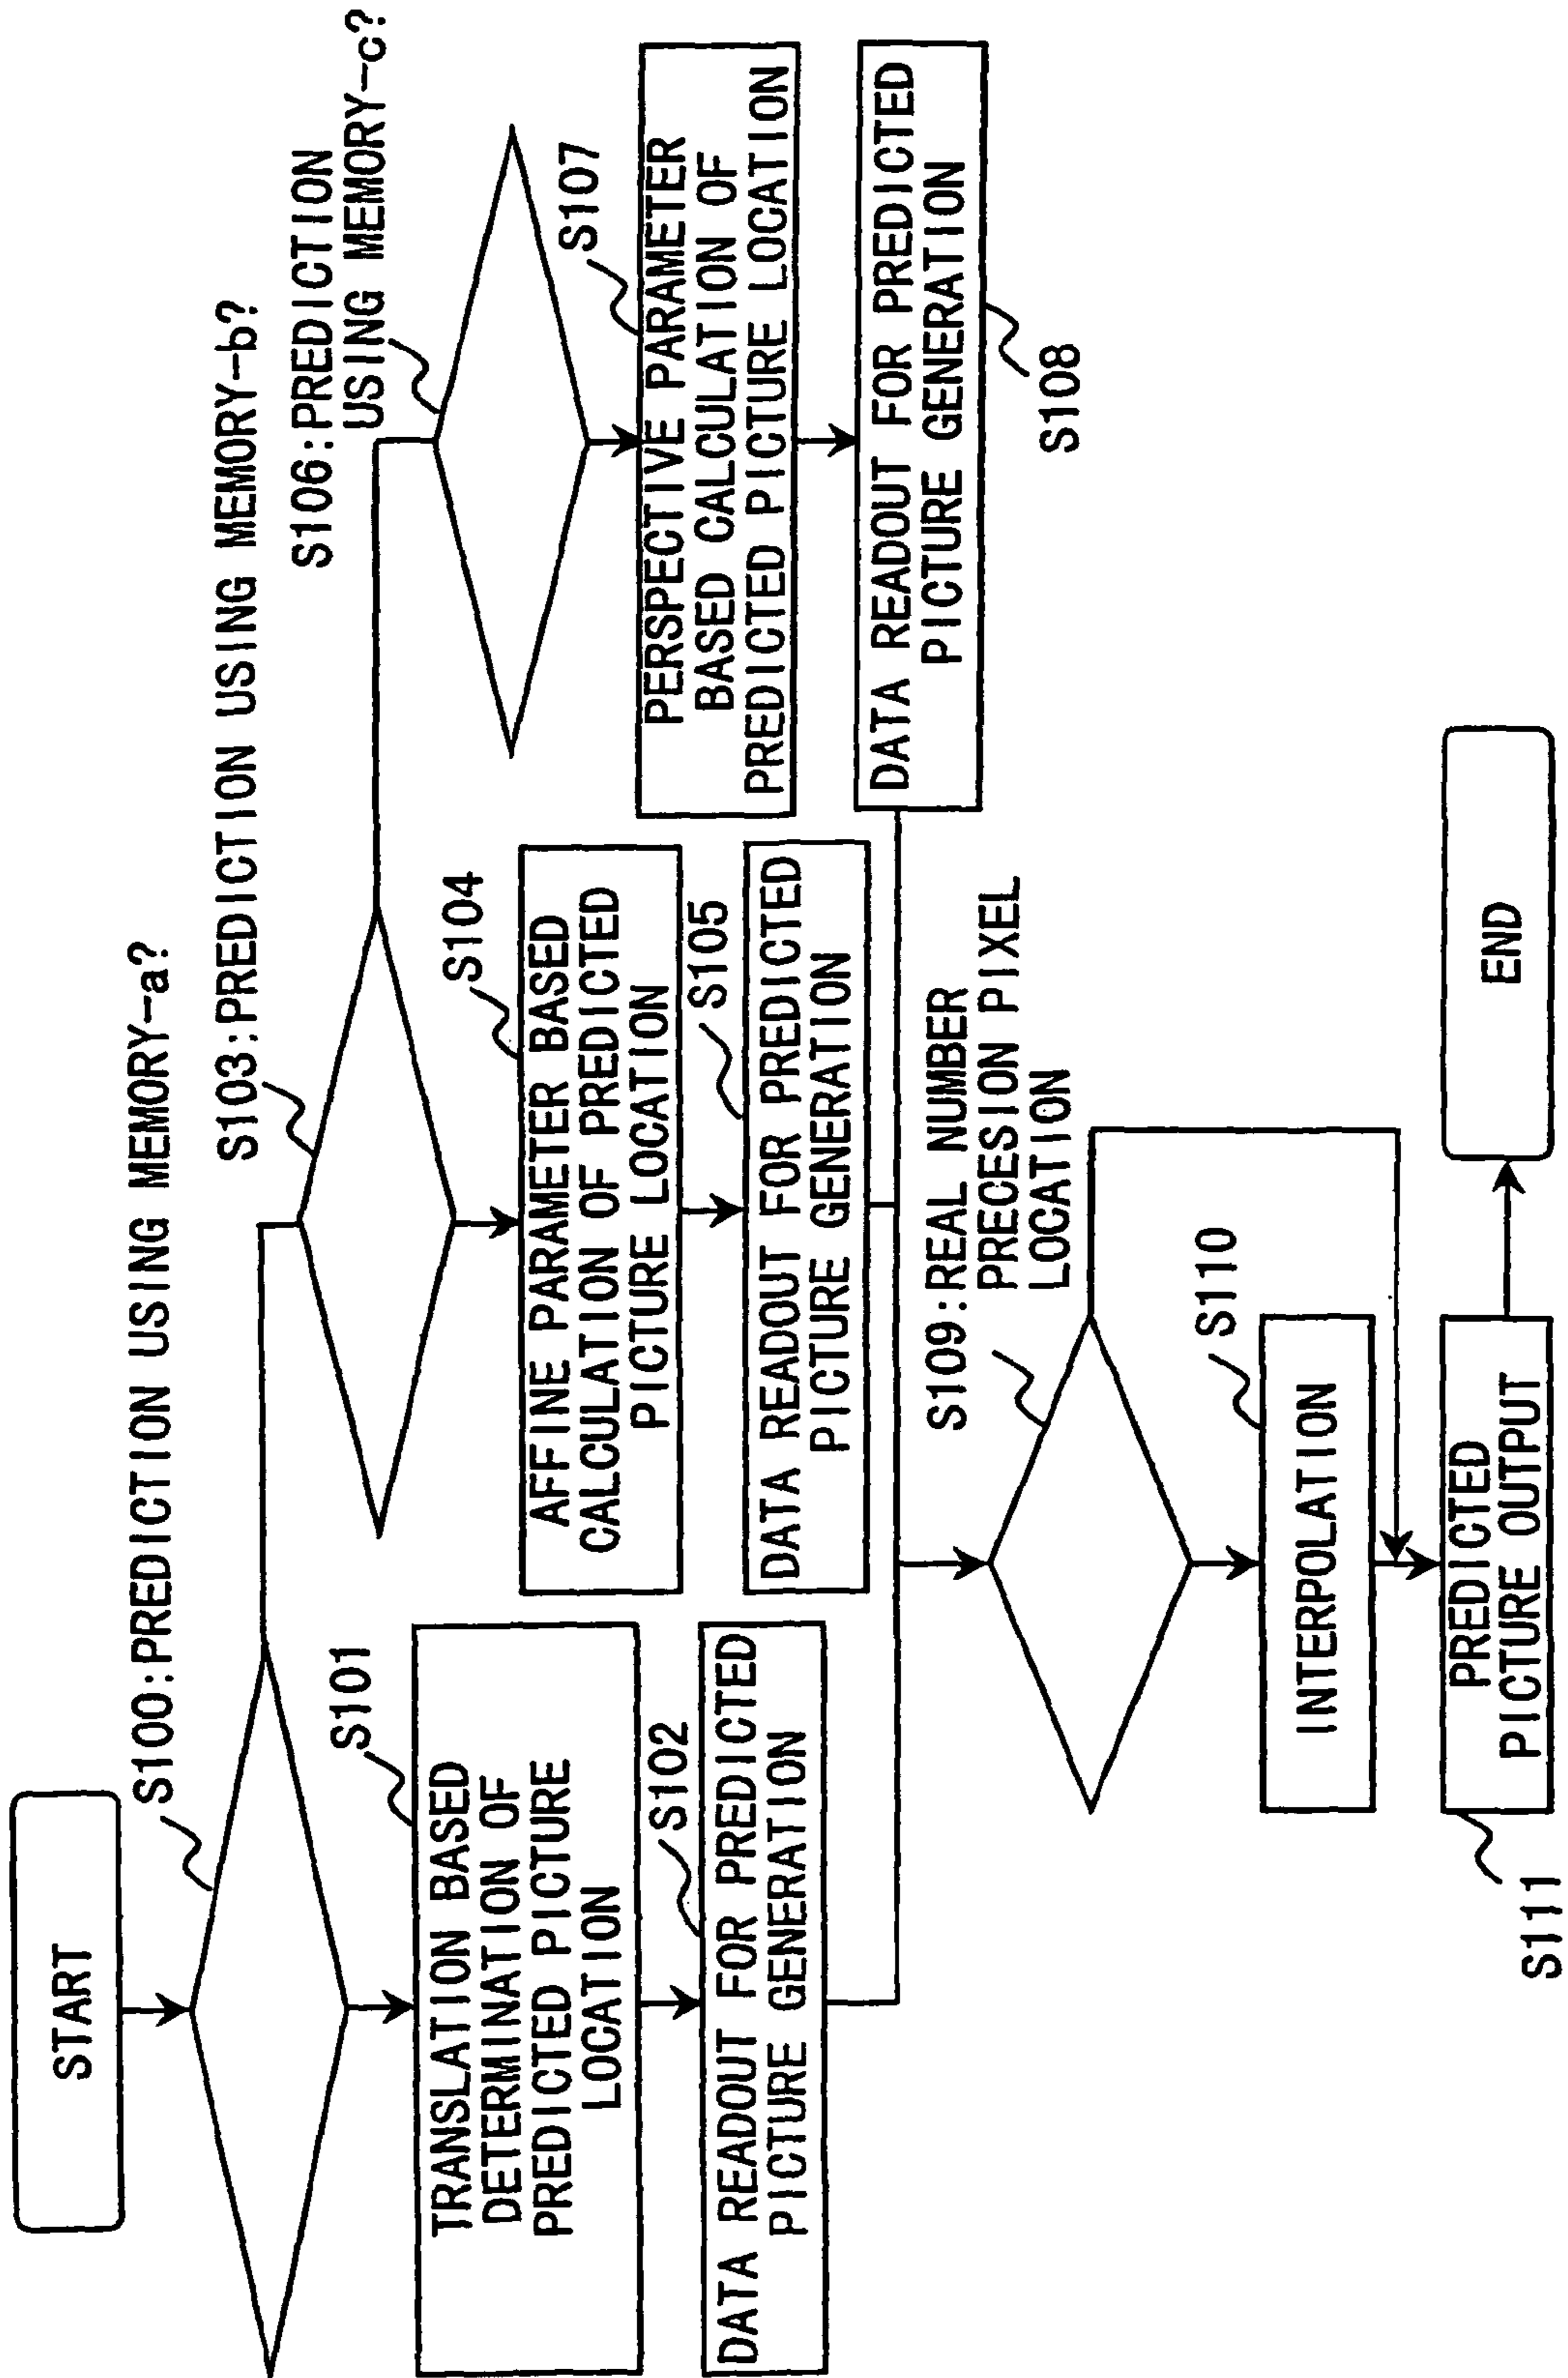 START
S100:PREDICTION USING MEMORY-a?
S101
TRANSLATION BASED
DETERMINATION OF
PREDICTED PICTURE
LOCATION
S102
DATA READOUT FOR PREDICTED
PICTURE GENERATION
S103:PREDICTION USING MEMORY-b?
S104
AFFINE PARAMETER BASED
CALCULATION OF PREDICTED
PICTURE LOCATION
S105
DATA READOUT FOR PREDICTED
PICTURE GENERATION
S106:PREDICTION
USING MEMORY-c?
S107
PERSPECTIVE PARAMETER
BASED CALCULATION OF
PREDICTED PICTURE LOCATION
DATA READOUT FOR PREDICTED
PICTURE GENERATION
S108
S109:REAL NUMBER
PRECESION PIXEL
LOCATION
S110
INTERPOLATION
PREDICTED
PICTURE OUTPUT
S111
END